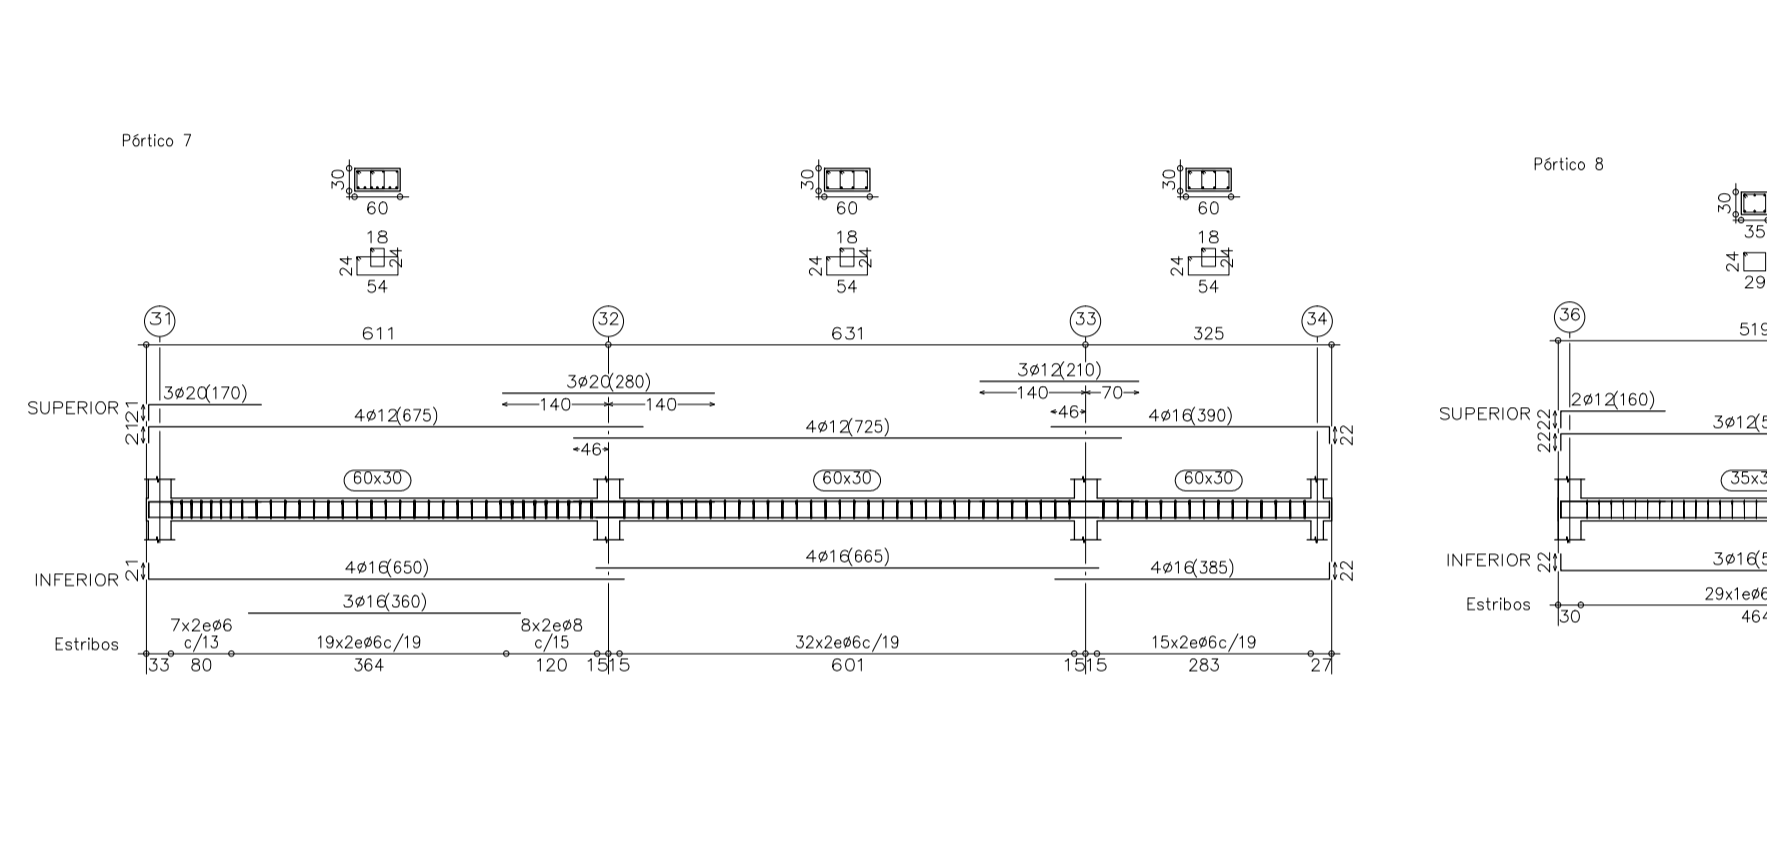 Pórtico 7
30
60
30
60
30
60
18
24
24
54
18
24
24
54
18
24
24
54
31
32
33
34
611
631
325
3ø20(170)
3ø20(280)
3ø12(210)
140
140
140
70
SUPERIOR
21
21
4ø12(675)
46
4ø12(725)
46
4ø16(390)
22
60x30
60x30
60x30
INFERIOR
21
4ø16(650)
4ø16(665)
4ø16(385)
22
3ø16(360)
Estribos
7x2eø6
c/13
19x2eø6c/19
8x2eø8
c/15
32x2eø6c/19
15x2eø6c/19
33
80
364
120
15
15
601
15
15
283
27
Pórtico 8
30
35
24
29
36
519
2ø12(160)
SUPERIOR
22
22
3ø12(5
35x3
INFERIOR
22
3ø16(5
29x1eø6
Estribos
30
464